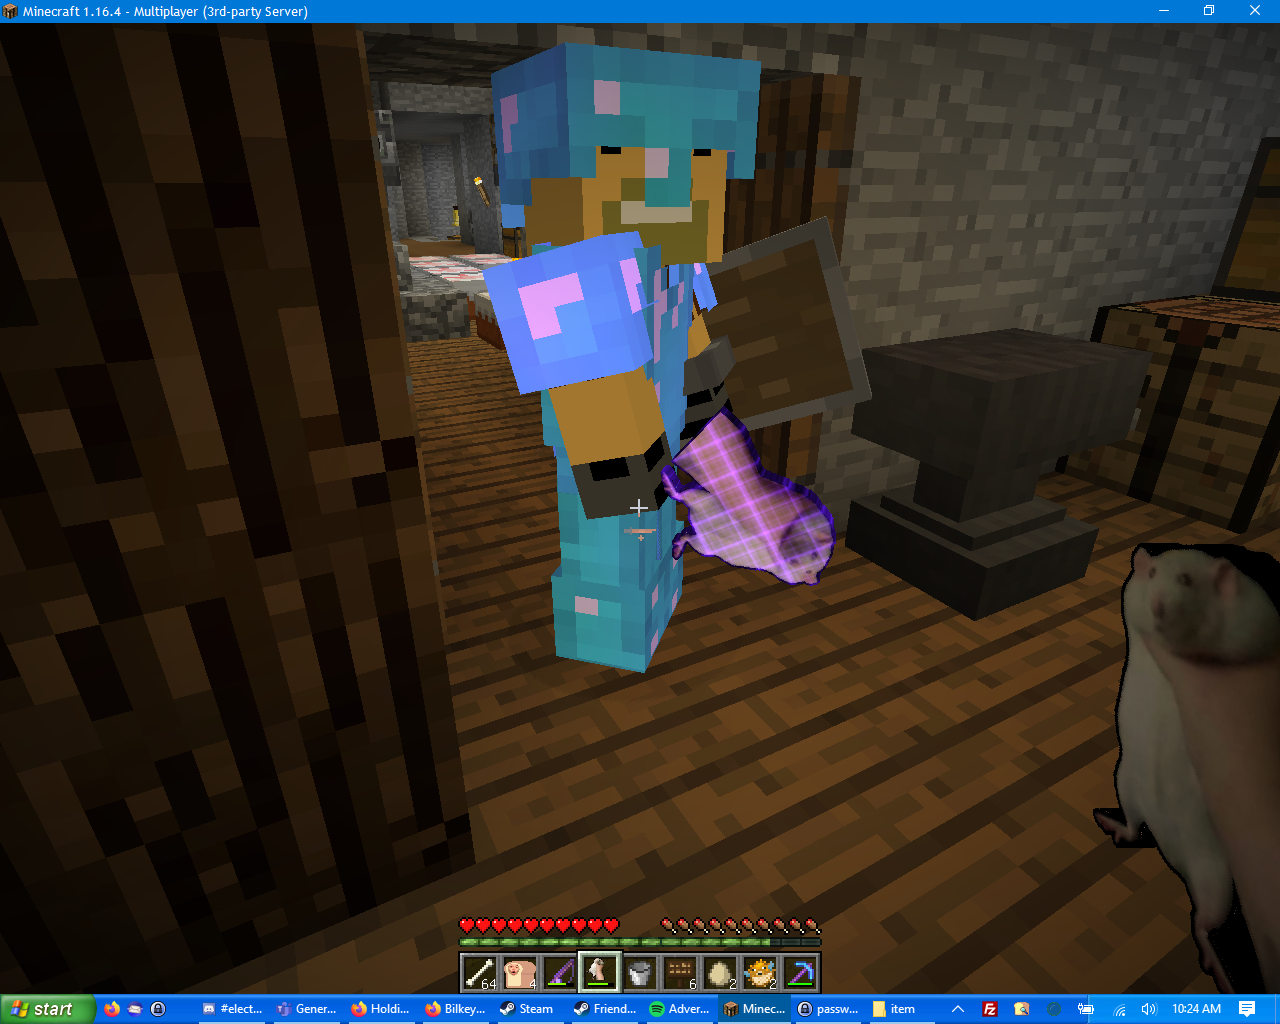 Minecraft 1.16.4 - Multiplayer (3rd-party Server)
64
4
6
2
2
start
#elect...
Gener...
Holdi...
Bilkey...
Steam
Friend...
Adver...
Minec...
passw...
item
10:24 AM